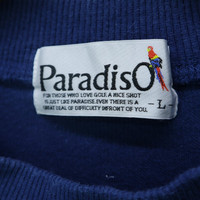 ParadisO
FOR THOSE WHO LOVE GOLF. A NICE SHOT
IS JUST LIKE PARADISE. EVEN THERE IS A
GREAT DEAL OF DIFFICULTY INFRONT OF YOU.
- L -